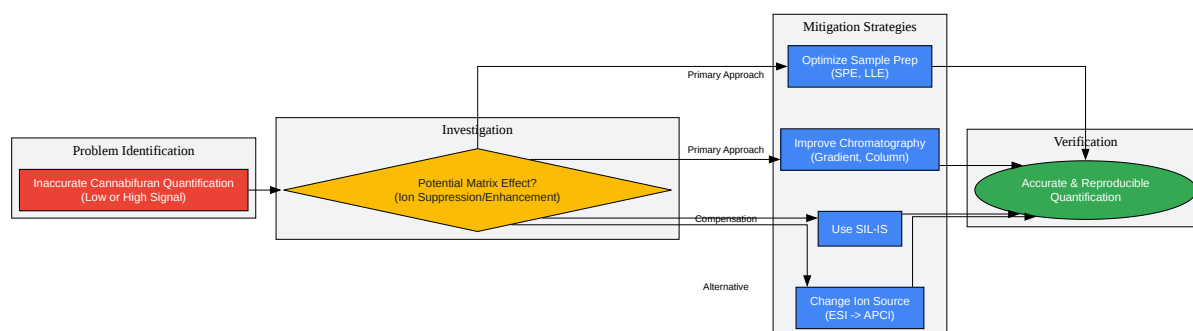 Problem Identification
Inaccurate Cannabifuran Quantification
(Low or High Signal)
Investigation
Potential Matrix Effect?
(Ion Suppression/Enhancement)
Primary Approach
Primary Approach
Compensation
Alternative
Mitigation Strategies
Optimize Sample Prep
(SPE, LLE)
Improve Chromatography
(Gradient, Column)
Use SIL-IS
Change Ion Source
(ESI -> APCI)
Verification
Accurate & Reproducible
Quantification